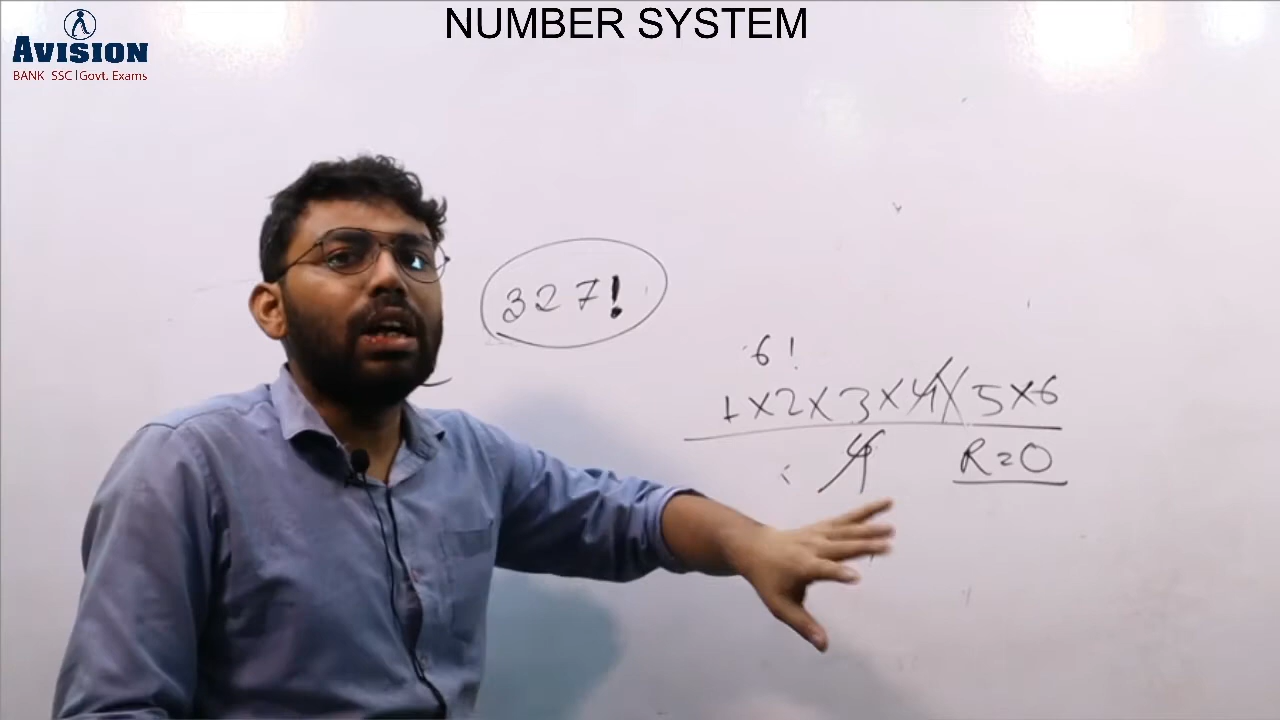 NUMBER SYSTEM
AVISION
BANK SSC|Govt. Exams
327!
6!
1×2×3×4×5×6
4
R=0